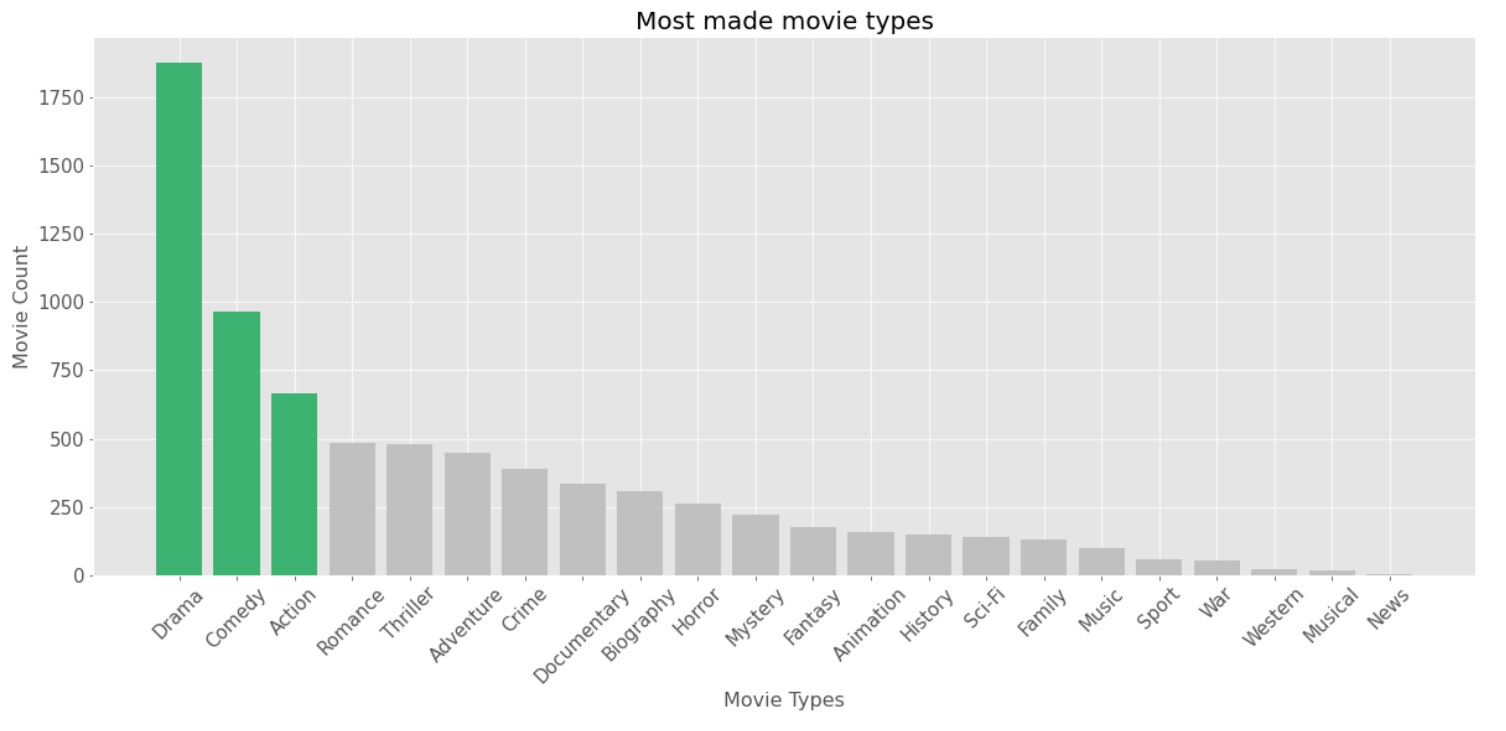 Most made movie types
Movie Count
1750
1500
1250
1000
750
500
250
0
Drama
Comedy
Action
Romance
Thriller
Adventure
Crime
Documentary
Biography
Horror
Mystery
Fantasy
Animation
History
Sci-Fi
Family
Music
Sport
War
Western
Musical
News
Movie Types